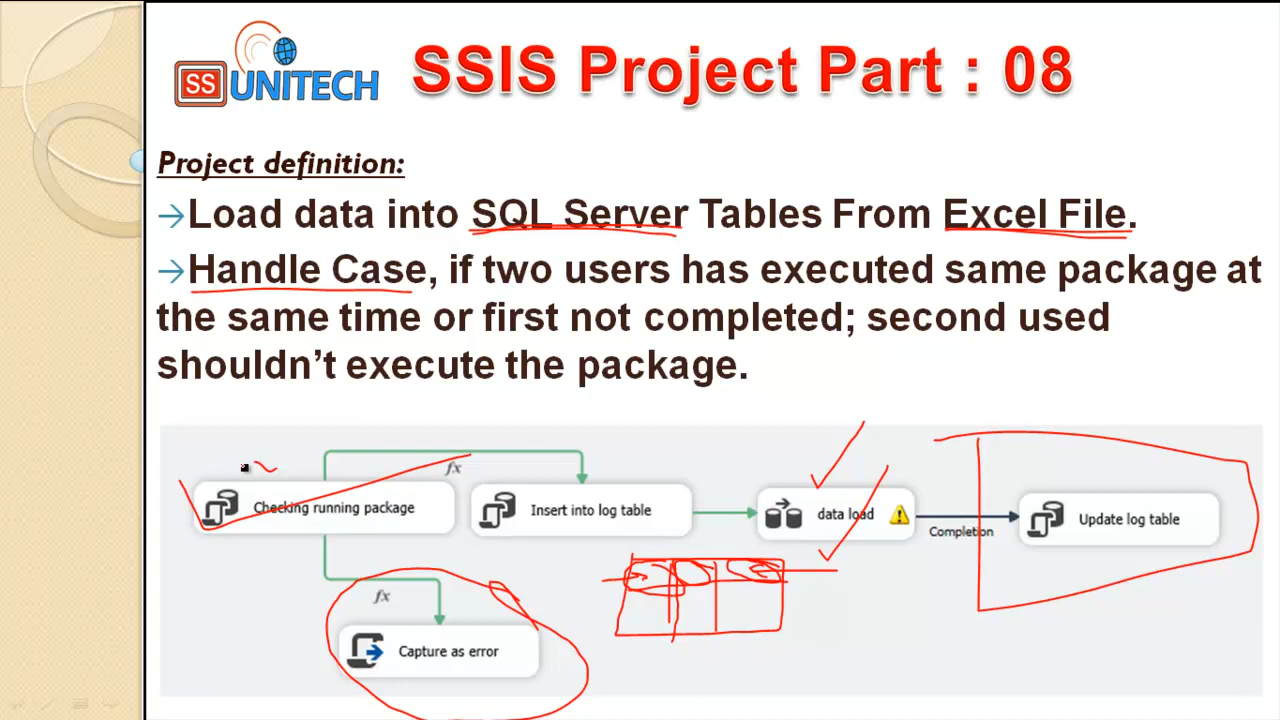 SS UNITECH
SSIS Project Part : 08
Project definition:
→Load data into SQL Server Tables From Excel File.
→Handle Case, if two users has executed same package at
the same time or first not completed; second used
shouldn’t execute the package.
fx
Checking running package
Insert into log table
data load
Completion
Update log table
fx
Capture as error